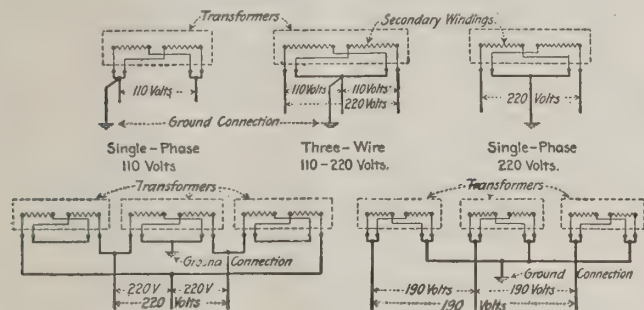 Transformers
Secondary Windings
110 Volts
110 Volts 110 Volts
220 Volts
220 Volts
Ground Connection
Single-Phase
110 Volts
Three-Wire
110-220 Volts.
Single-Phase
220 Volts.
Transformers
Transformers
Ground Connection
Ground Connection
220V 220V
220 Volts
190 Volts 190 Volts
190 Volts